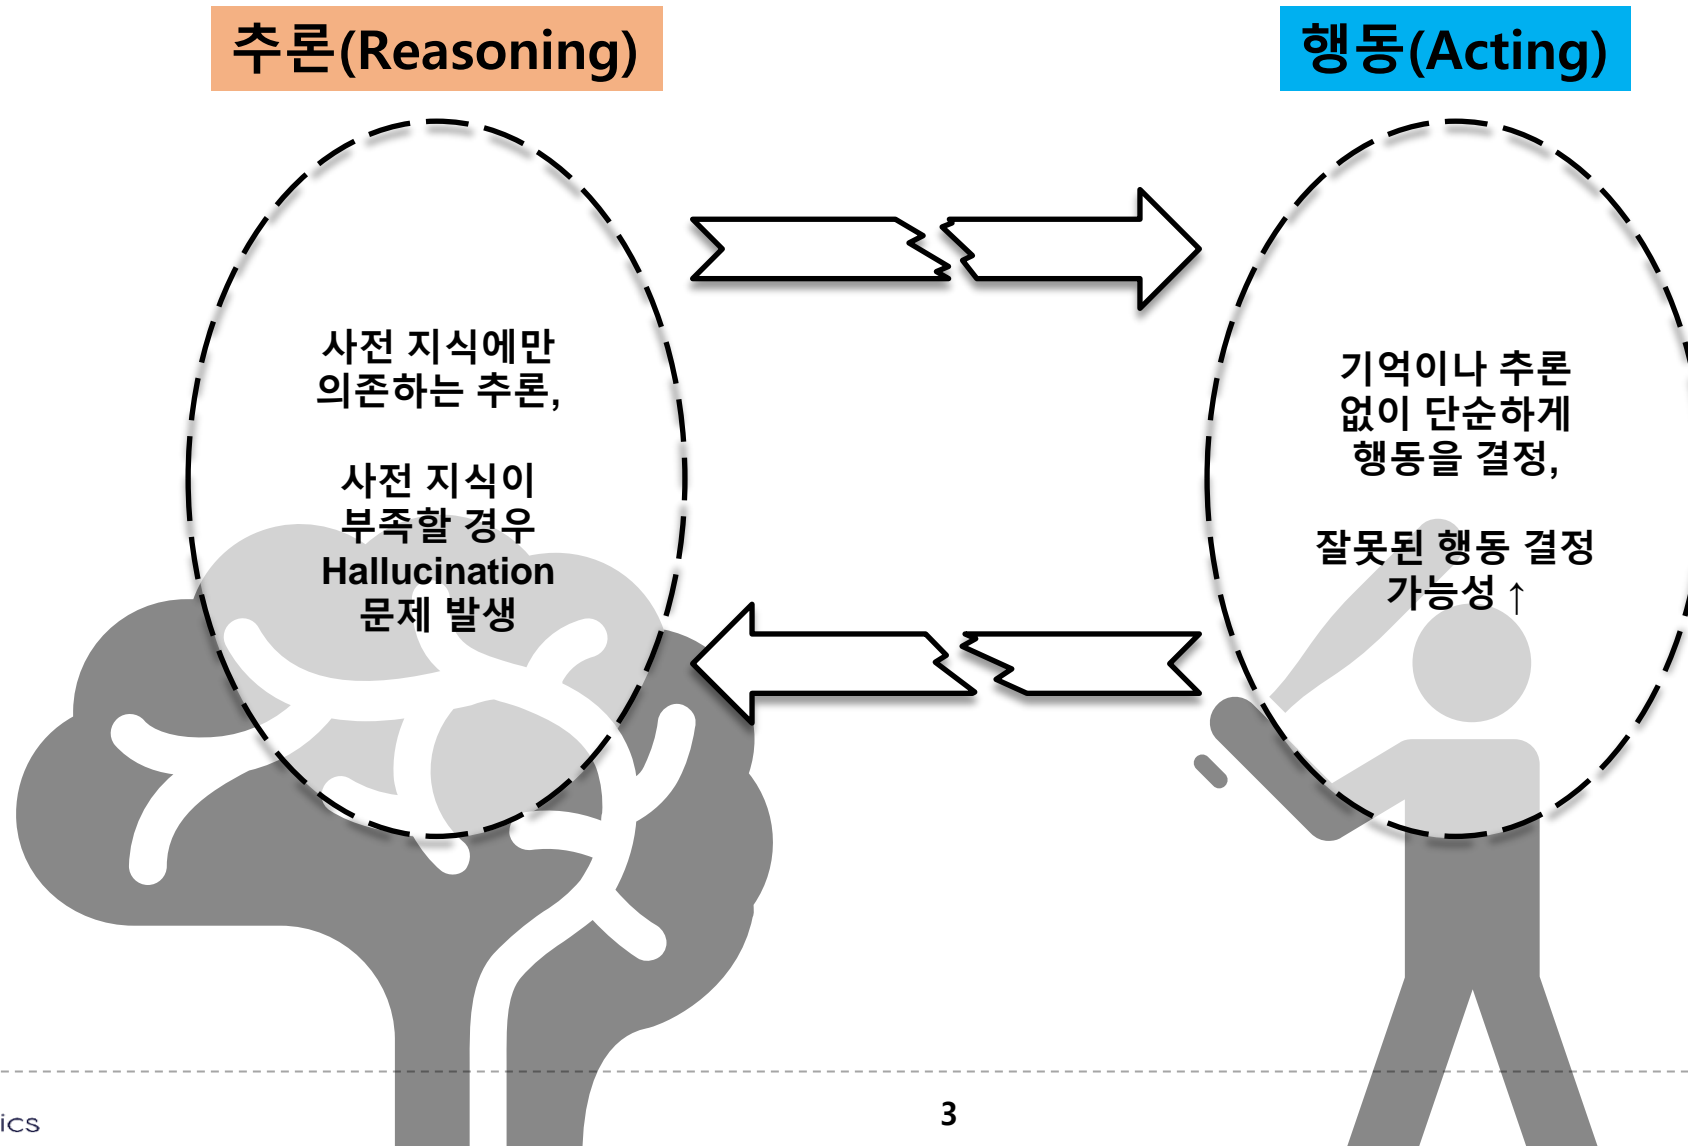 추론(Reasoning)
행동(Acting)
사전 지식에만
의존하는 추론,
사전 지식이
부족할 경우
Hallucination
문제 발생
기억이나 추론
없이 단순하게
행동을 결정,
잘못된 행동 결정
가능성 ↑
ics
3